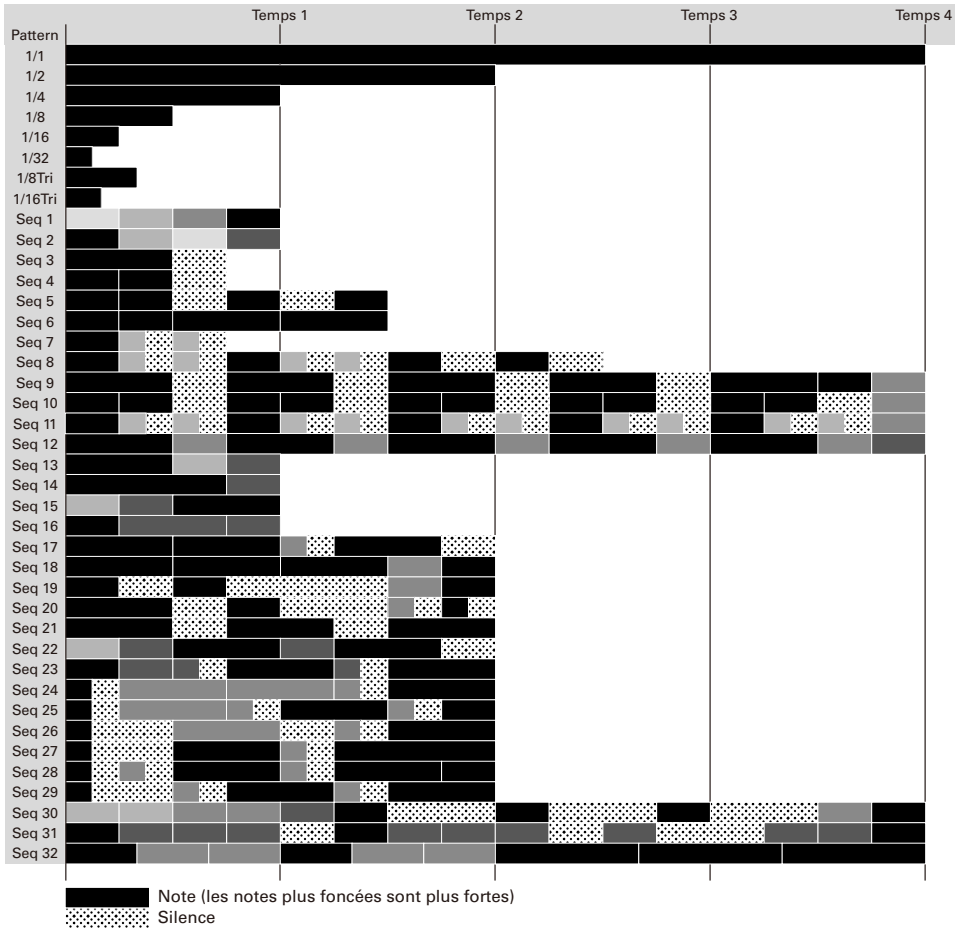 Temps 1 Temps 2 Temps 3 Temps 4
Pattern
1/1
1/2
1/4
1/8
1/16
1/32
1/8Tri
1/16Tri
Seq 1
Seq 2
Seq 3
Seq 4
Seq 5
Seq 6
Seq 7
Seq 8
Seq 9
Seq 10
Seq 11
Seq 12
Seq 13
Seq 14
Seq 15
Seq 16
Seq 17
Seq 18
Seq 19
Seq 20
Seq 21
Seq 22
Seq 23
Seq 24
Seq 25
Seq 26
Seq 27
Seq 28
Seq 29
Seq 30
Seq 31
Seq 32
Note (les notes plus foncées sont plus fortes)
Silence